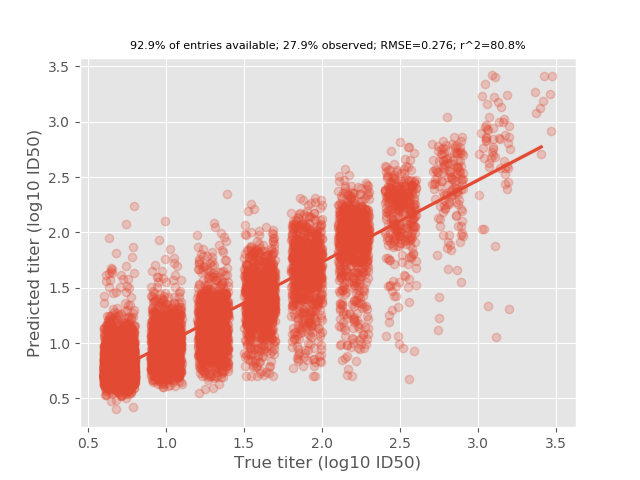 92.9% of entries available; 27.9% observed; RMSE=0.276; r^2=80.8%
3.5
3.0
2.5
2.0
1.5
1.0
0.5
Predicted titer (log10 ID50)
0.5 1.0 1.5 2.0 2.5 3.0 3.5
True titer (log10 ID50)